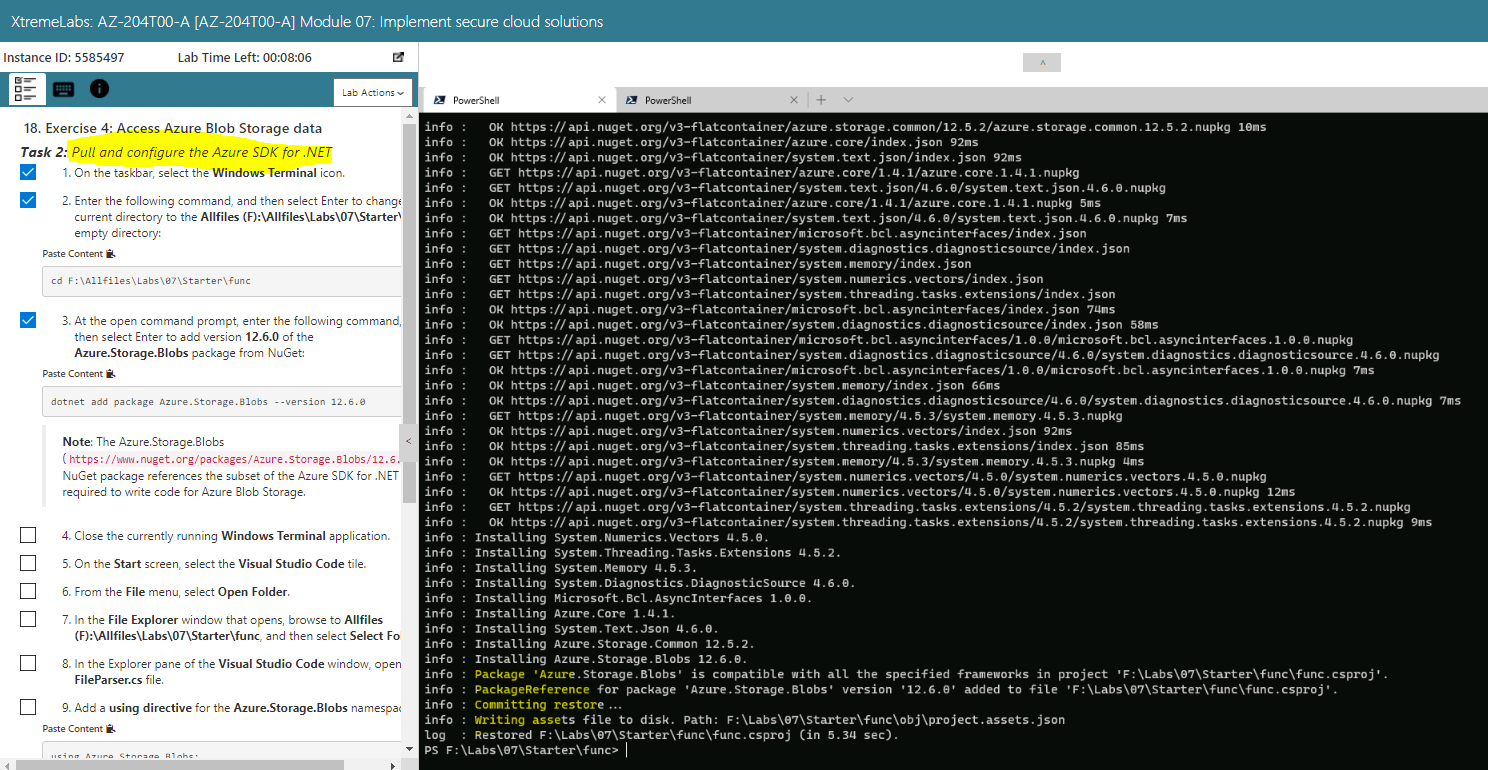 XtremeLabs: AZ-204T00-A [AZ-204T00-A] Module 07: Implement secure cloud solutions
Instance ID: 5585497
Lab Time Left: 00:08:06
Lab Actions
18. Exercise 4: Access Azure Blob Storage data
Task 2: Pull and configure the Azure SDK for .NET
1. On the taskbar, select the Windows Terminal icon.
2. Enter the following command, and then select Enter to change
current directory to the Allfiles (F):\Allfiles\Labs\07\Starter\
empty directory:
Paste Content
cd F:\Allfiles\Labs\07\Starter\func
3. At the open command prompt, enter the following command,
then select Enter to add version 12.6.0 of the
Azure.Storage.Blobs package from NuGet:
Paste Content
dotnet add package Azure.Storage.Blobs --version 12.6.0
Note: The Azure.Storage.Blobs
(https://www.nuget.org/packages/Azure.Storage.Blobs/12.6.
NuGet package references the subset of the Azure SDK for .NET
required to write code for Azure Blob Storage.
4. Close the currently running Windows Terminal application.
5. On the Start screen, select the Visual Studio Code tile.
6. From the File menu, select Open Folder.
7. In the File Explorer window that opens, browse to Allfiles
(F):\Allfiles\Labs\07\Starter\func, and then select Select Fo
8. In the Explorer pane of the Visual Studio Code window, open
FileParser.cs file.
9. Add a using directive for the Azure.Storage.Blobs namespac
Paste Content
using Azure.Storage.Blobs;
PowerShell
PowerShell
info :   OK https://api.nuget.org/v3-flatcontainer/azure.storage.common/12.5.2/azure.storage.common.12.5.2.nupkg 10ms
info :   OK https://api.nuget.org/v3-flatcontainer/azure.core/index.json 92ms
info :   OK https://api.nuget.org/v3-flatcontainer/system.text.json/index.json 92ms
info :   GET https://api.nuget.org/v3-flatcontainer/azure.core/1.4.1/azure.core.1.4.1.nupkg
info :   GET https://api.nuget.org/v3-flatcontainer/system.text.json/4.6.0/system.text.json.4.6.0.nupkg
info :   OK https://api.nuget.org/v3-flatcontainer/azure.core/1.4.1/azure.core.1.4.1.nupkg 5ms
info :   OK https://api.nuget.org/v3-flatcontainer/system.text.json/4.6.0/system.text.json.4.6.0.nupkg 7ms
info :   GET https://api.nuget.org/v3-flatcontainer/microsoft.bcl.asyncinterfaces/index.json
info :   GET https://api.nuget.org/v3-flatcontainer/system.diagnostics.diagnosticsource/index.json
info :   GET https://api.nuget.org/v3-flatcontainer/system.memory/index.json
info :   GET https://api.nuget.org/v3-flatcontainer/system.numerics.vectors/index.json
info :   GET https://api.nuget.org/v3-flatcontainer/system.threading.tasks.extensions/index.json
info :   OK https://api.nuget.org/v3-flatcontainer/microsoft.bcl.asyncinterfaces/index.json 74ms
info :   OK https://api.nuget.org/v3-flatcontainer/system.diagnostics.diagnosticsource/index.json 58ms
info :   GET https://api.nuget.org/v3-flatcontainer/microsoft.bcl.asyncinterfaces/1.0.0/microsoft.bcl.asyncinterfaces.1.0.0.nupkg
info :   GET https://api.nuget.org/v3-flatcontainer/system.diagnostics.diagnosticsource/4.6.0/system.diagnostics.diagnosticsource.4.6.0.nupkg
info :   OK https://api.nuget.org/v3-flatcontainer/microsoft.bcl.asyncinterfaces/1.0.0/microsoft.bcl.asyncinterfaces.1.0.0.nupkg 7ms
info :   OK https://api.nuget.org/v3-flatcontainer/system.memory/index.json 66ms
info :   OK https://api.nuget.org/v3-flatcontainer/system.diagnostics.diagnosticsource/4.6.0/system.diagnostics.diagnosticsource.4.6.0.nupkg 7ms
info :   GET https://api.nuget.org/v3-flatcontainer/system.memory/4.5.3/system.memory.4.5.3.nupkg
info :   OK https://api.nuget.org/v3-flatcontainer/system.numerics.vectors/index.json 92ms
info :   OK https://api.nuget.org/v3-flatcontainer/system.threading.tasks.extensions/index.json 85ms
info :   OK https://api.nuget.org/v3-flatcontainer/system.memory/4.5.3/system.memory.4.5.3.nupkg 4ms
info :   GET https://api.nuget.org/v3-flatcontainer/system.numerics.vectors/4.5.0/system.numerics.vectors.4.5.0.nupkg
info :   OK https://api.nuget.org/v3-flatcontainer/system.numerics.vectors/4.5.0/system.numerics.vectors.4.5.0.nupkg 12ms
info :   GET https://api.nuget.org/v3-flatcontainer/system.threading.tasks.extensions/4.5.2/system.threading.tasks.extensions.4.5.2.nupkg
info :   OK https://api.nuget.org/v3-flatcontainer/system.threading.tasks.extensions/4.5.2/system.threading.tasks.extensions.4.5.2.nupkg 9ms
info : Installing System.Numerics.Vectors 4.5.0.
info : Installing System.Threading.Tasks.Extensions 4.5.2.
info : Installing System.Memory 4.5.3.
info : Installing System.Diagnostics.DiagnosticSource 4.6.0.
info : Installing Microsoft.Bcl.AsyncInterfaces 1.0.0.
info : Installing Azure.Core 1.4.1.
info : Installing System.Text.Json 4.6.0.
info : Installing Azure.Storage.Common 12.5.2.
info : Installing Azure.Storage.Blobs 12.6.0.
info : Package 'Azure.Storage.Blobs' is compatible with all the specified frameworks in project 'F:\Labs\07\Starter\func\func.csproj'.
info : PackageReference for package 'Azure.Storage.Blobs' version '12.6.0' added to file 'F:\Labs\07\Starter\func\func.csproj'.
info : Committing restore...
info : Writing assets file to disk. Path: F:\Labs\07\Starter\func\obj\project.assets.json
log  : Restored F:\Labs\07\Starter\func\func.csproj (in 5.34 sec).
PS F:\Labs\07\Starter\func>